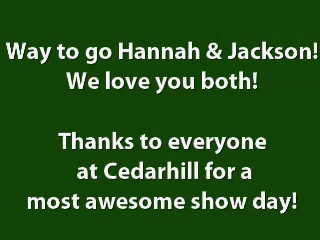 Way to go Hannah & Jackson!
We love you both!
Thanks to everyone
at Cedarhill for a
most awesome show day!